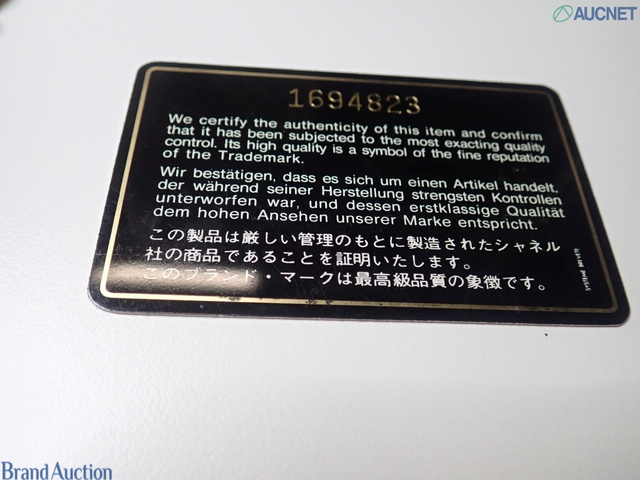 AUCNET
1694823
We certify the authenticity of this item and confirm
that it has been subjected to the most exacting quality
control. Its high quality is a symbol of the fine reputation
of the Trademark.
Wir bestätigen, dass es sich um einen Artikel handelt,
der während seiner Herstellung strengsten Kontrollen
unterworfen war, und dessen erstklassige Qualität
dem hohen Ansehen unserer Marke entspricht.
この製品は厳しい管理のもとに製造されたシャネル
社の商品であることを証明いたします。
このブランド・マークは最高級品質の象徴です。
SYSTEME BREVETE
Brand Auction